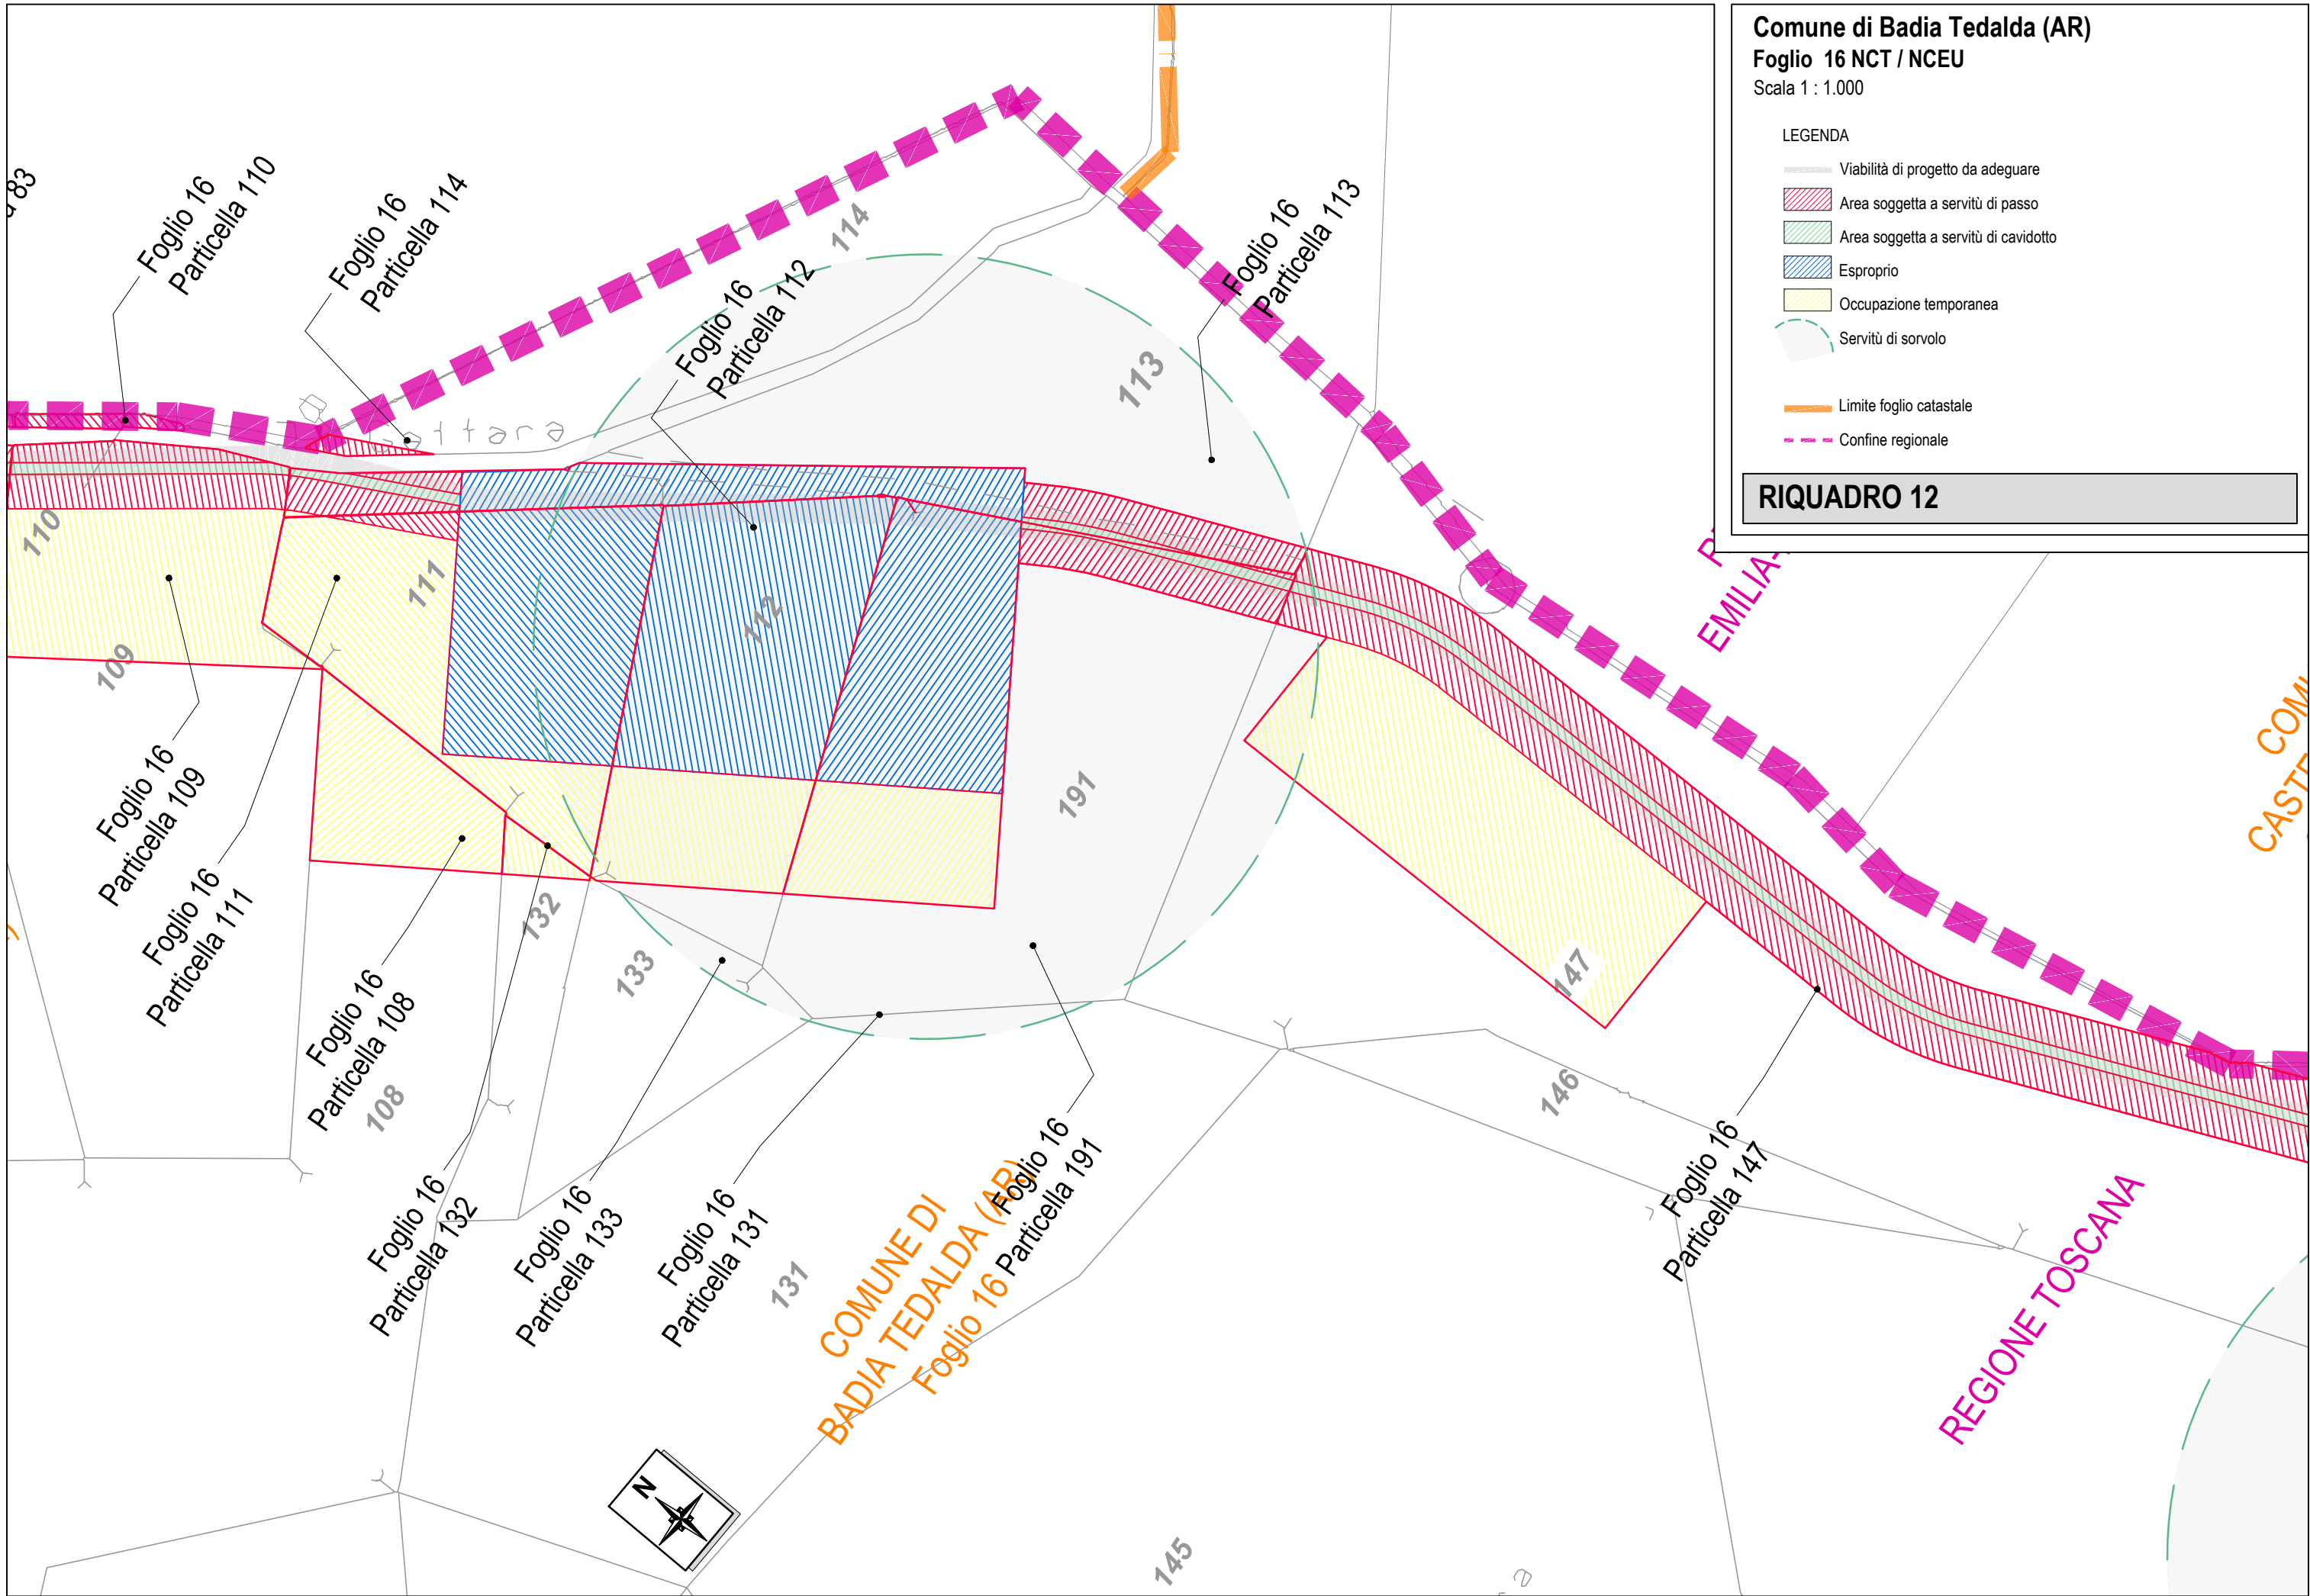 Comune di Badia Tedalda (AR)
Foglio 16 NCT / NCEU
Scala 1 : 1.000
LEGENDA
Viabilità di progetto da adeguare
Area soggetta a servitù di passo
Area soggetta a servitù di cavidotto
Esproprio
Occupazione temporanea
Servitù di sorvolo
Limite foglio catastale
Confine regionale
RIQUADRO 12
83
Foglio 16
Particella 110
Foglio 16
Particella 114
Foglio 16
Particella 112
Foglio 16
Particella 113
114
113
110
109
111
112
191
EMILIA-
COMU
CASTE
Foglio 16
Particella 109
Foglio 16
Particella 111
Foglio 16
Particella 108
108
132
133
147
146
Foglio 16
Particella 132
Foglio 16
Particella 133
Foglio 16
Particella 131
131
Foglio 16
Particella 191
Foglio 16
Particella 147
COMUNE DI
BADIA TEDALDA (AR)
Foglio 16
REGIONE TOSCANA
N
145